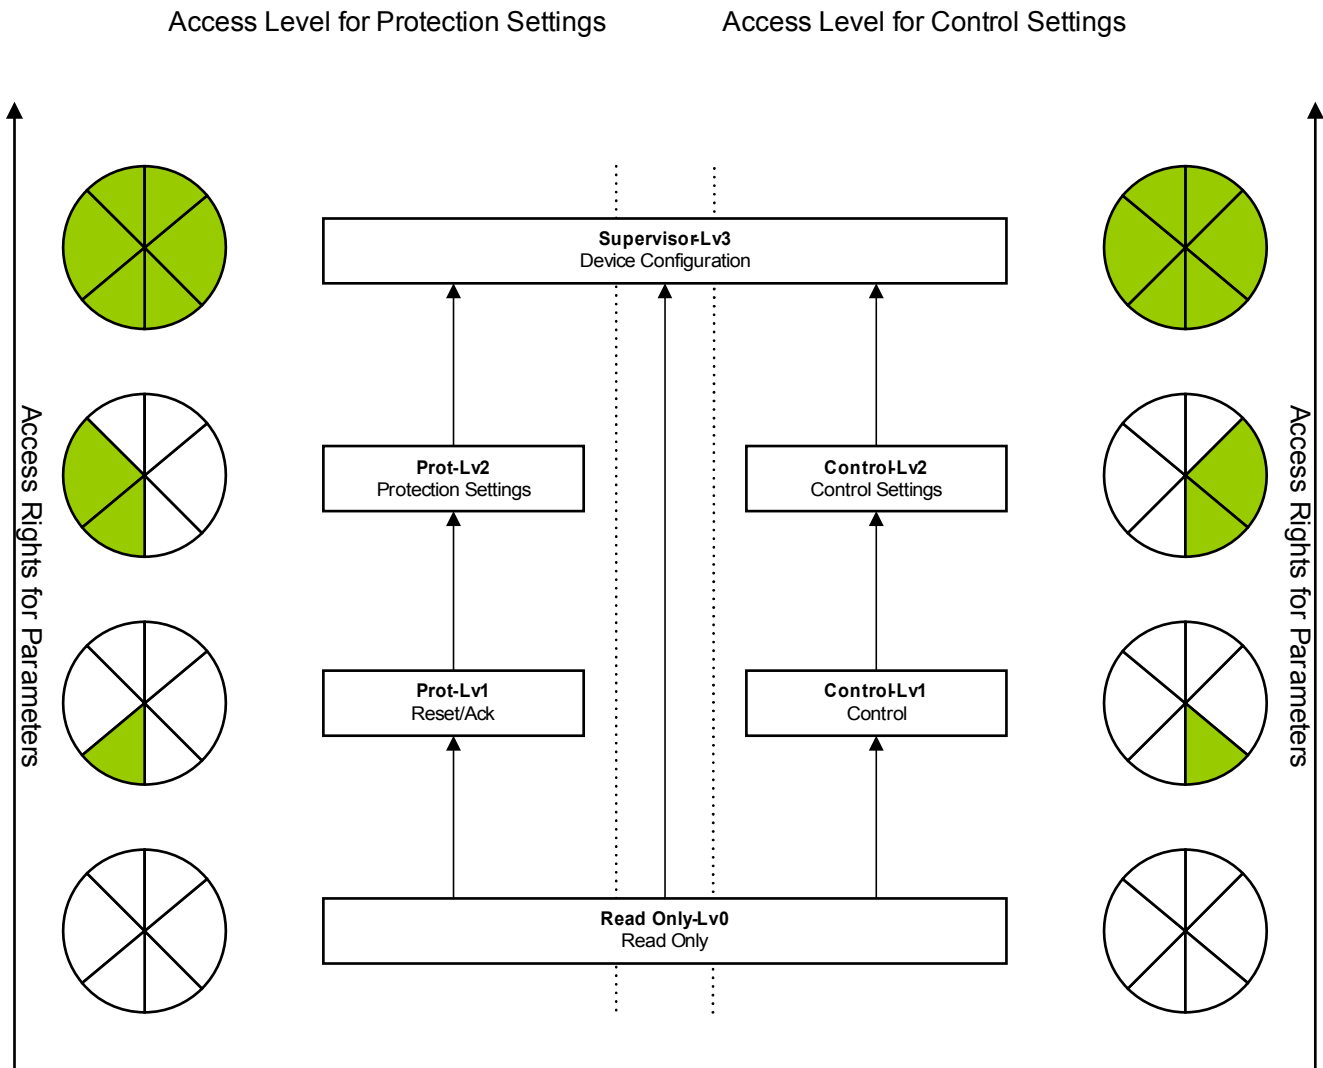 Access Level for Protection Settings
Access Level for Control Settings
Supervisor-Lv3
Device Configuration
Access Rights for Parameters
Prot-Lv2
Protection Settings
Control-Lv2
Control Settings
Access Rights for Parameters
Prot-Lv1
Reset/Ack
Control-Lv1
Control
Read Only-Lv0
Read Only